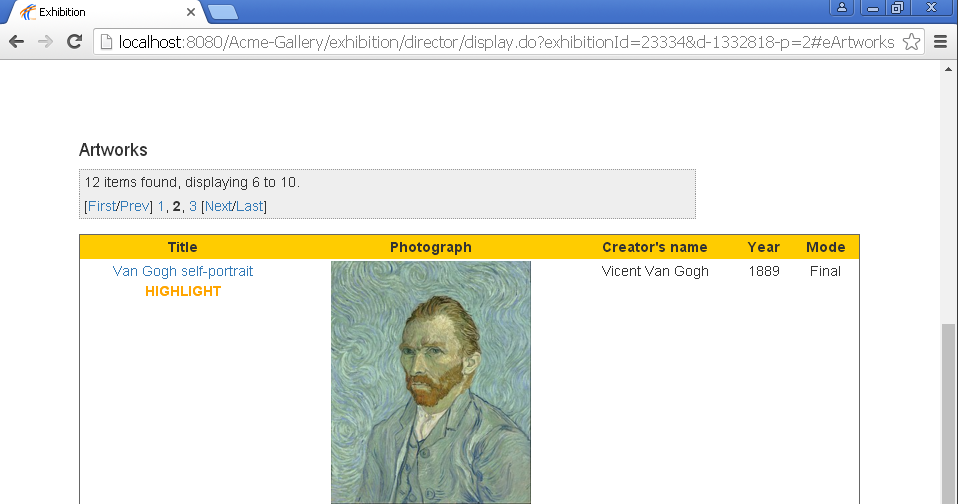 Exhibition
localhost:8080/Acme-Gallery/exhibition/director/display.do?exhibitionId=23334&d-1332818-p=2#eArtworks
Artworks
12 items found, displaying 6 to 10.
[First/Prev] 1, 2, 3 [Next/Last]
Title Photograph Creator's name Year Mode
Van Gogh self-portrait Vicent Van Gogh 1889 Final
HIGHLIGHT